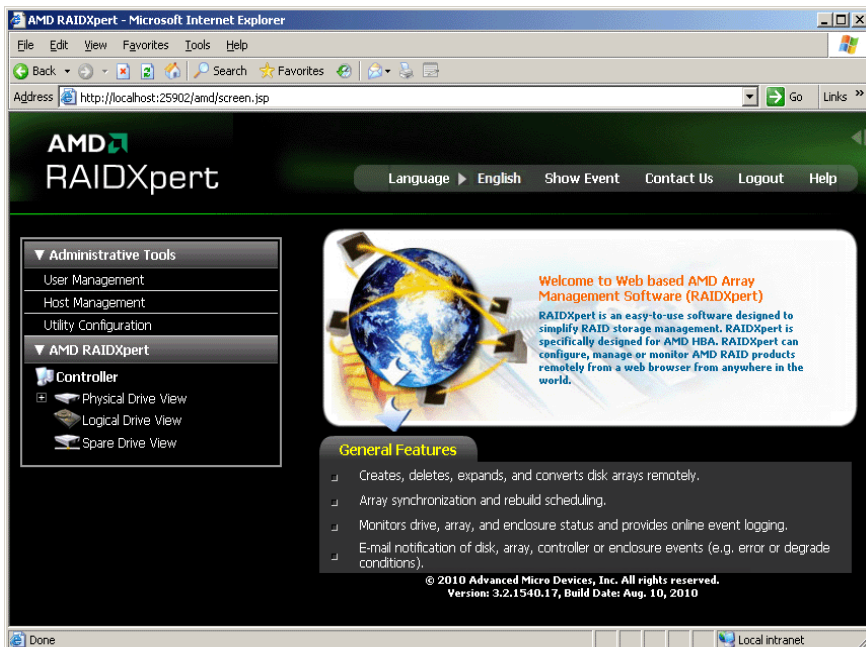 AMD RAIDXpert - Microsoft Internet Explorer
File Edit View Favorites Tools Help
Back Search Favorites
Address http://localhost:25902/amd/screen.jsp Go Links »
AMD
RAIDXpert
Language English Show Event Contact Us Logout Help
Administrative Tools
User Management
Host Management
Utility Configuration
AMD RAIDXpert
Controller
Physical Drive View
Logical Drive View
Spare Drive View
Welcome to Web based AMD Array
Management Software (RAIDXpert)
RAIDXpert is an easy-to-use software designed to
simplify RAID storage management. RAIDXpert is
specifically designed for AMD HBA. RAIDXpert can
configure, manage or monitor AMD RAID products
remotely from a web browser from anywhere in the
world.
General Features
Creates, deletes, expands, and converts disk arrays remotely.
Array synchronization and rebuild scheduling.
Monitors drive, array, and enclosure status and provides online event logging.
E-mail notification of disk, array, controller or enclosure events (e.g. error or degrade
conditions).
© 2010 Advanced Micro Devices, Inc. All rights reserved.
Version: 3.2.1540.17, Build Date: Aug. 10, 2010
Done Local intranet